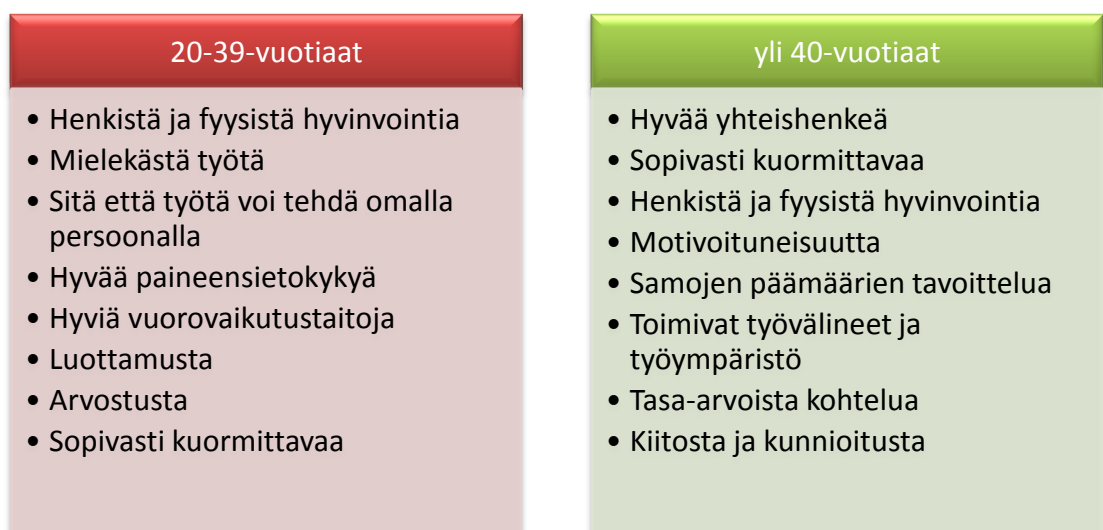 20-39-vuotiaat
• Henkistä ja fyysistä hyvinvointia
• Mielekästä työtä
• Sitä että työtä voi tehdä omalla
persoonalla
• Hyvää paineensietokykyä
• Hyviä vuorovaikutustaitoja
• Luottamusta
• Arvostusta
• Sopivasti kuormittavaa
yli 40-vuotiaat
• Hyvää yhteishenkeä
• Sopivasti kuormittavaa
• Henkistä ja fyysistä hyvinvointia
• Motivoituneisuutta
• Samojen päämäärien tavoittelua
• Toimivat työvälineet ja
työympäristö
• Tasa-arvoista kohtelua
• Kiitosta ja kunnioitusta